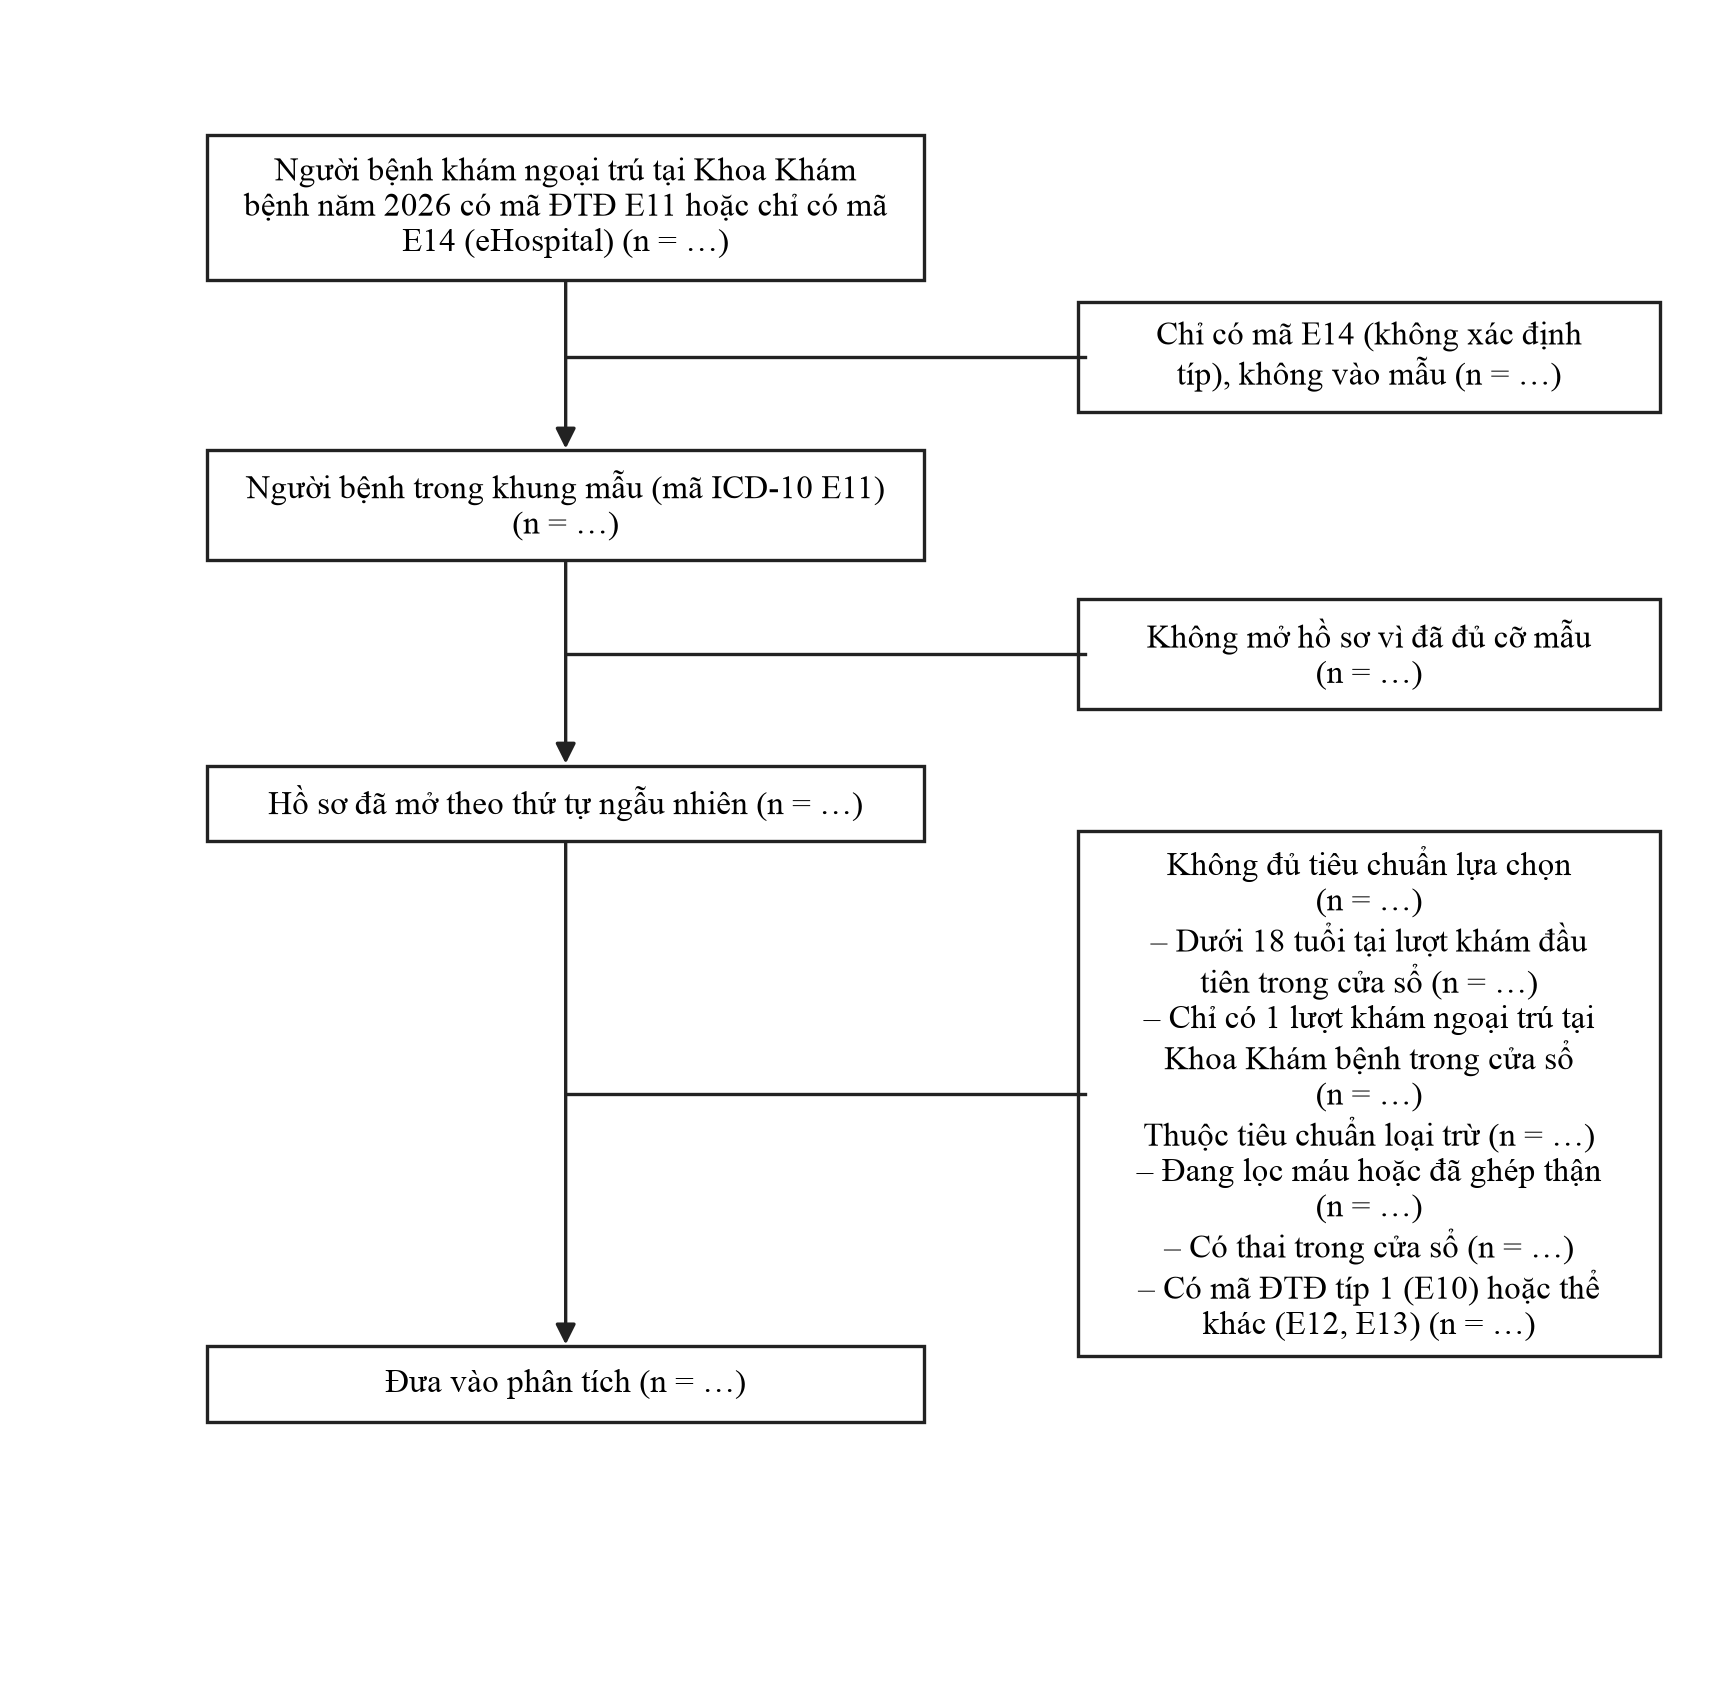 Người bệnh khám ngoại trú tại Khoa Khám
bệnh năm 2026 có mã ĐTĐ E11 hoặc chỉ có mã
E14 (eHospital) (n = …)
Chỉ có mã E14 (không xác định
típ), không vào mẫu (n = …)
Người bệnh trong khung mẫu (mã ICD-10 E11)
(n = …)
Không mở hồ sơ vì đã đủ cỡ mẫu
(n = …)
Hồ sơ đã mở theo thứ tự ngẫu nhiên (n = …)
Không đủ tiêu chuẩn lựa chọn
(n = …)
– Dưới 18 tuổi tại lượt khám đầu
tiên trong cửa sổ (n = …)
– Chỉ có 1 lượt khám ngoại trú tại
Khoa Khám bệnh trong cửa sổ
(n = …)
Thuộc tiêu chuẩn loại trừ (n = …)
– Đang lọc máu hoặc đã ghép thận
(n = …)
– Có thai trong cửa sổ (n = …)
– Có mã ĐTĐ típ 1 (E10) hoặc thể
khác (E12, E13) (n = …)
Đưa vào phân tích (n = …)